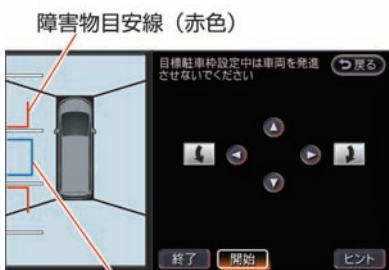 障害物目安線（赤色）
目標駐車枠設定中は車両を発進
させないでください
戻る
終了
開始
ヒント